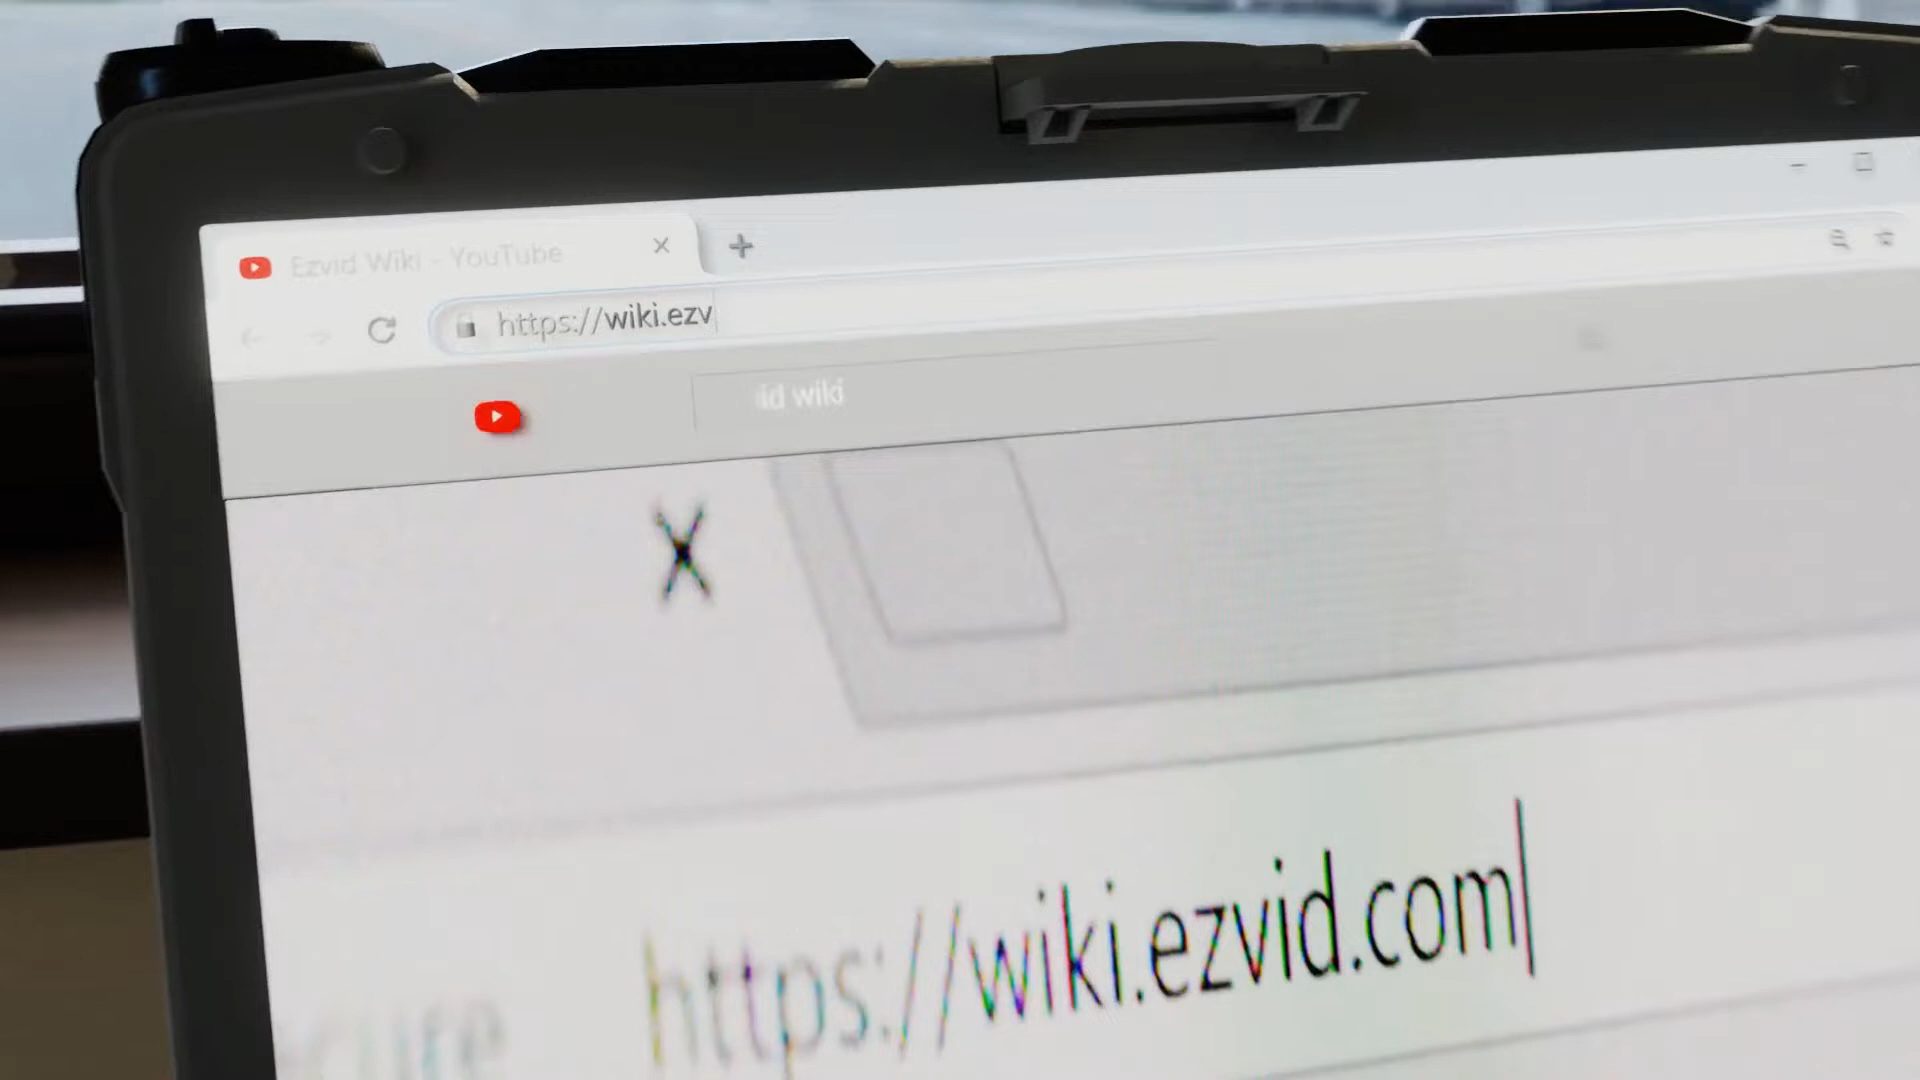 Ezvid Wiki - YouTube
https://wiki.ezv
id wiki
X
https://wiki.ezvid.com